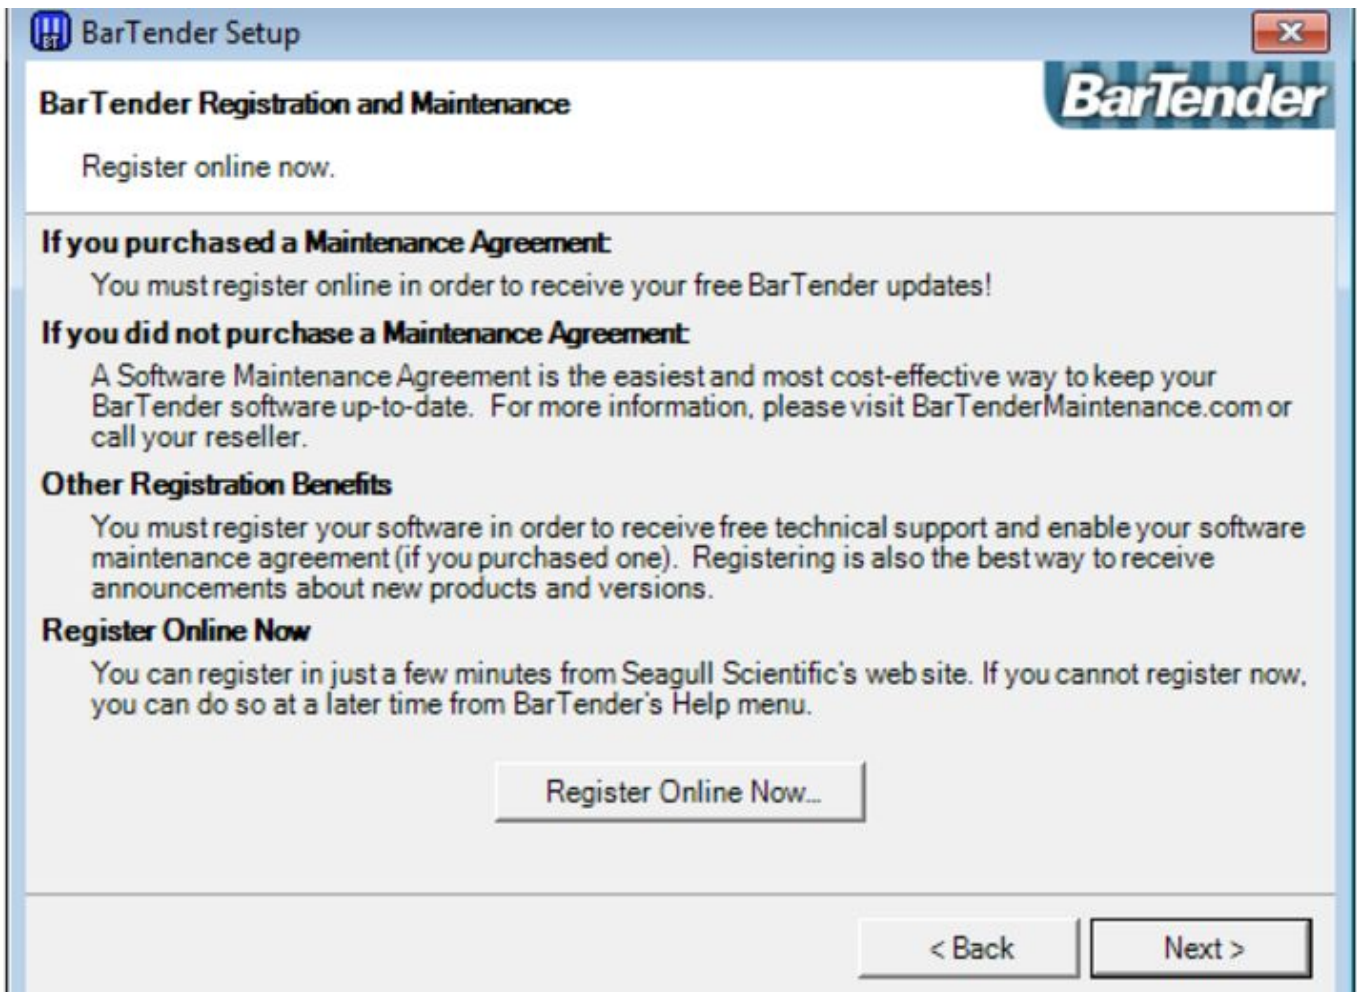 BT
BarTender Setup
BarTender Registration and Maintenance
BarTender
Register online now.
If you purchased a Maintenance Agreement:
You must register online in order to receive your free BarTender updates!
If you did not purchase a Maintenance Agreement:
A Software Maintenance Agreement is the easiest and most cost-effective way to keep your
BarTender software up-to-date.  For more information, please visit BarTenderMaintenance.com or
call your reseller.
Other Registration Benefits
You must register your software in order to receive free technical support and enable your software
maintenance agreement (if you purchased one).  Registering is also the best way to receive
announcements about new products and versions.
Register Online Now
You can register in just a few minutes from Seagull Scientific's web site. If you cannot register now,
you can do so at a later time from BarTender's Help menu.
Register Online Now...
< Back
Next >